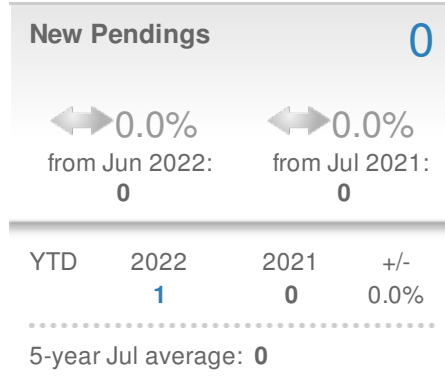 New Pendings 0
0.0% 0.0%
from Jun 2022: from Jul 2021:
0 0
YTD 2022 2021 +/-
1 0 0.0%
5-year Jul average: 0